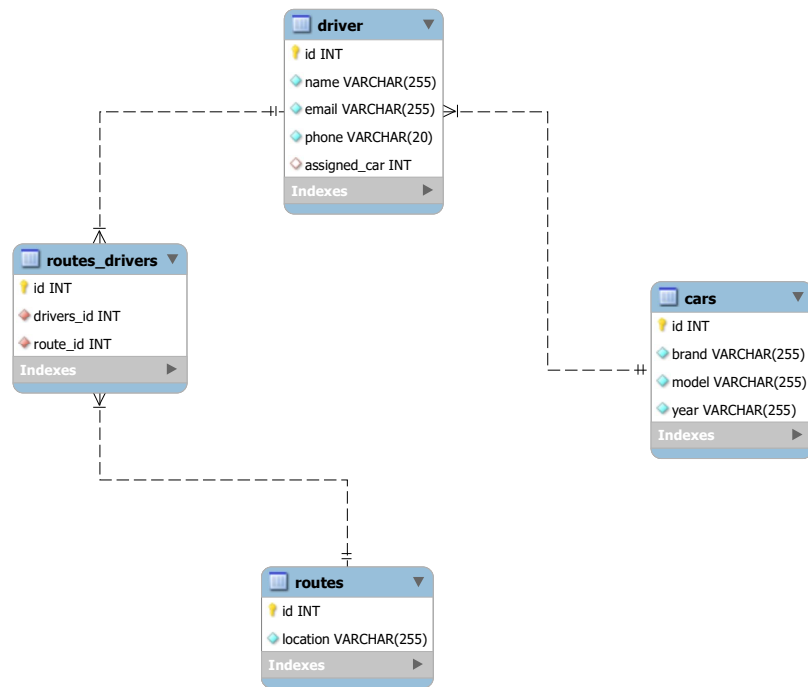 driver
id INT
name VARCHAR(255)
email VARCHAR(255)
phone VARCHAR(20)
assigned_car INT
Indexes
routes_drivers
id INT
drivers_id INT
route_id INT
Indexes
cars
id INT
brand VARCHAR(255)
model VARCHAR(255)
year VARCHAR(255)
Indexes
routes
id INT
location VARCHAR(255)
Indexes